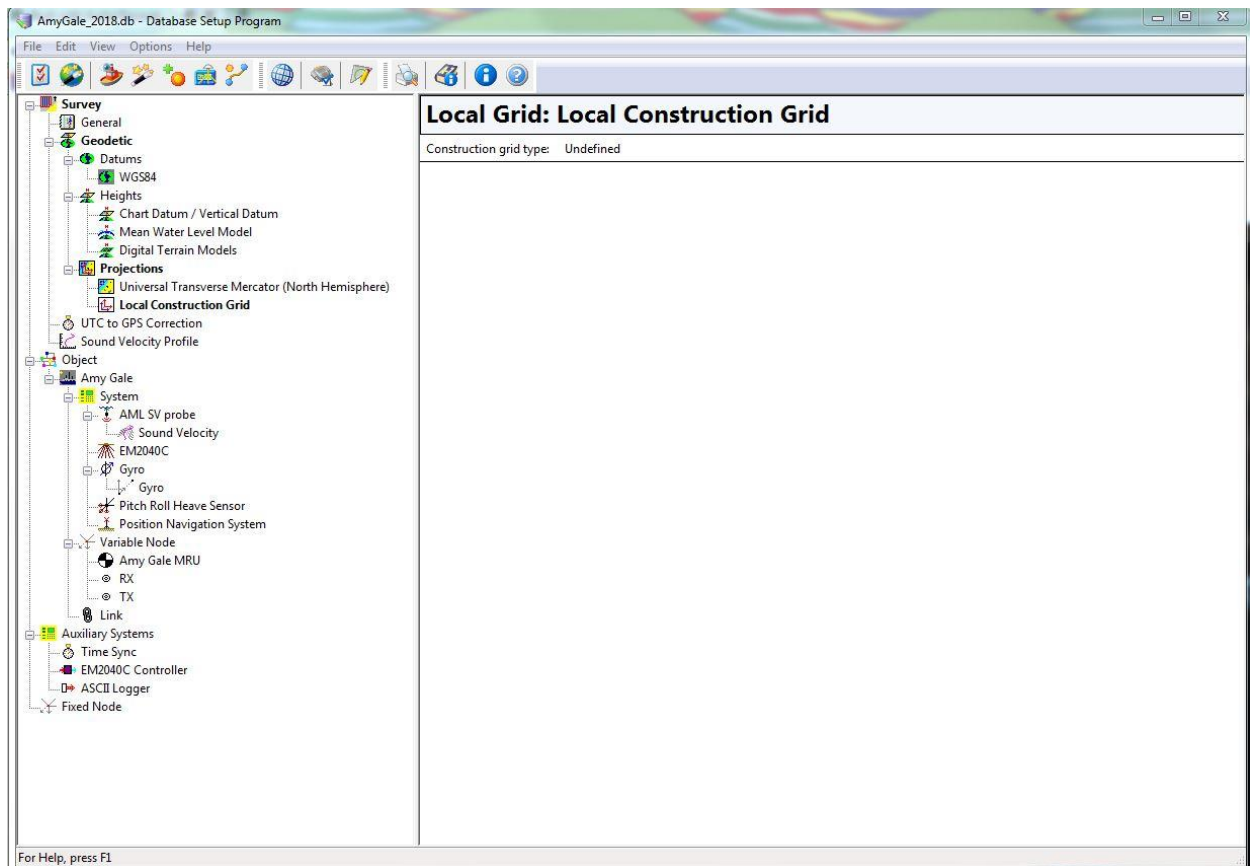 AmyGale_2018.db - Database Setup Program
File Edit View Options Help
Survey
General
Geodetic
Datums
WGS84
Heights
Chart Datum / Vertical Datum
Mean Water Level Model
Digital Terrain Models
Projections
Universal Transverse Mercator (North Hemisphere)
Local Construction Grid
UTC to GPS Correction
Sound Velocity Profile
Object
Amy Gale
System
AML SV probe
Sound Velocity
EM2040C
Gyro
Gyro
Pitch Roll Heave Sensor
Position Navigation System
Variable Node
Amy Gale MRU
RX
TX
Link
Auxiliary Systems
Time Sync
EM2040C Controller
ASCII Logger
Fixed Node
Local Grid: Local Construction Grid
Construction grid type: Undefined
For Help, press F1